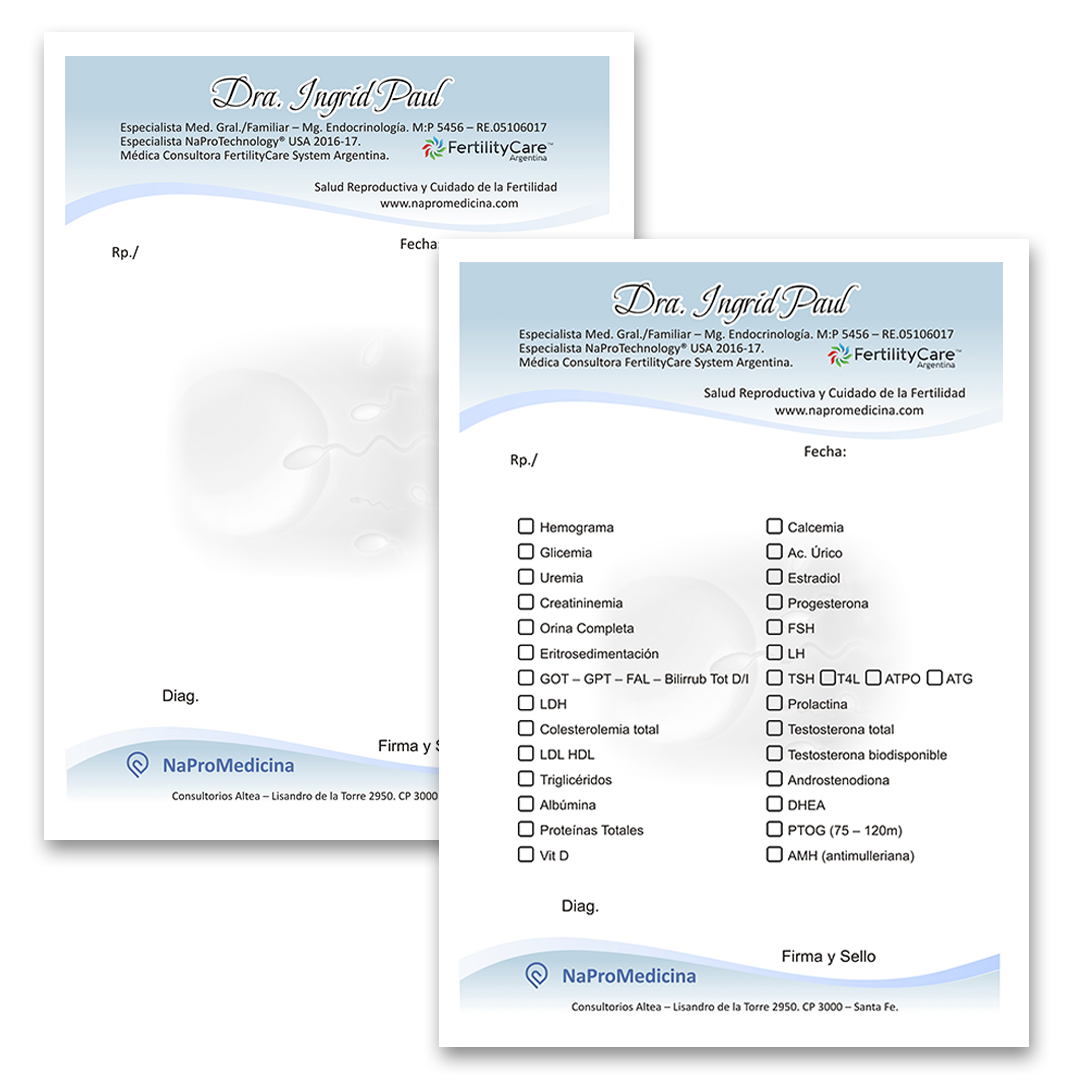 Dra. Ingrid Paul
Especialista Med. Gral./Familiar – Mg. Endocrinología. M:P 5456 – RE.05106017
Especialista NaProTechnology® USA 2016-17.
Médica Consultora FertilityCare System Argentina.
FertilityCare™
Argentina
Salud Reproductiva y Cuidado de la Fertilidad
www.napromedicina.com
Rp./
Fecha:
Diag.
Firma y S
NaProMedicina
Consultorios Altea – Lisandro de la Torre 2950. CP 3000
Dra. Ingrid Paul
Especialista Med. Gral./Familiar – Mg. Endocrinología. M:P 5456 – RE.05106017
Especialista NaProTechnology® USA 2016-17.
Médica Consultora FertilityCare System Argentina.
FertilityCare™
Argentina
Salud Reproductiva y Cuidado de la Fertilidad
www.napromedicina.com
Rp./
Fecha:
Hemograma
Glicemia
Uremia
Creatininemia
Orina Completa
Eritrosedimentación
GOT – GPT – FAL – Bilirrub Tot D/I
LDH
Colesterolemia total
LDL HDL
Triglicéridos
Albúmina
Proteínas Totales
Vit D
Calcemia
Ac. Úrico
Estradiol
Progesterona
FSH
LH
TSH T4L ATPO ATG
Prolactina
Testosterona total
Testosterona biodisponible
Androstenodiona
DHEA
PTOG (75 – 120m)
AMH (antimulleriana)
Diag.
Firma y Sello
NaProMedicina
Consultorios Altea – Lisandro de la Torre 2950. CP 3000 – Santa Fe.